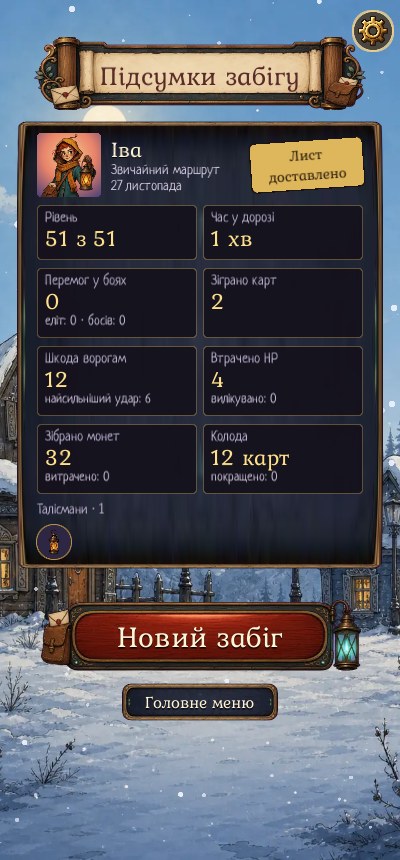 Підсумки забігу
Іва
Звичайний маршрут
27 листопада
Лист
доставлено
Рівень
51 з 51
Час у дорозі
1 хв
Перемог у боях
0
еліт: 0 · босів: 0
Зіграно карт
2
Шкода ворогам
12
найсильніший удар: 6
Втрачено HP
4
вилікувано: 0
Зібрано монет
32
витрачено: 0
Колода
12 карт
покращено: 0
Талісмани · 1
Новий забіг
Головне меню